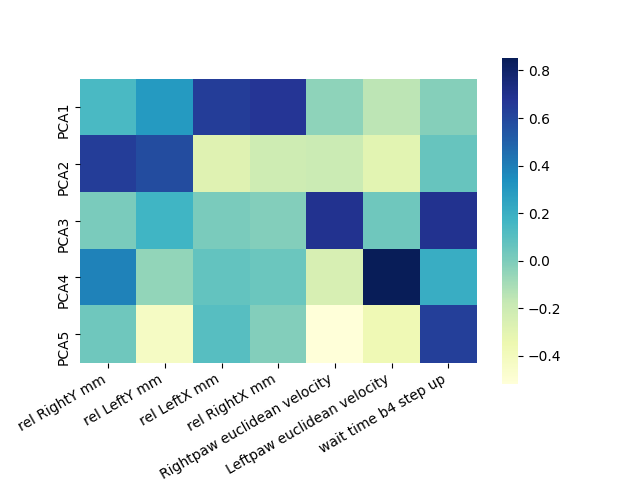 PCA1
PCA2
PCA3
PCA4
PCA5
rel RightY mm
rel LeftY mm
rel LeftX mm
rel RightX mm
Rightpaw euclidean velocity
Leftpaw euclidean velocity
wait time b4 step up
0.8
0.6
0.4
0.2
0.0
−0.2
−0.4